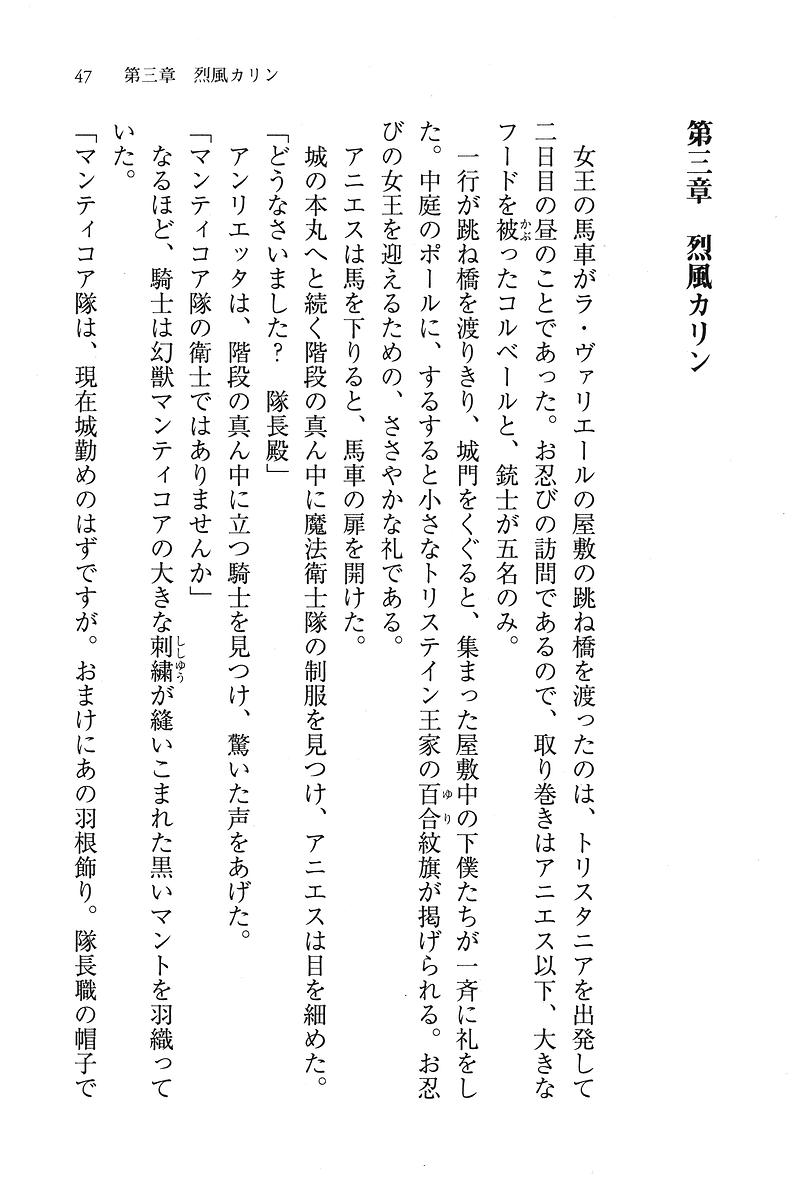 47　第三章　烈風カリン
第三章　烈風カリン
　女王の馬車がラ・ヴァリエールの屋敷の跳ね橋を渡ったのは、トリスタニアを出発して
二日目の昼のことであった。お忍びの訪問であるので、取り巻きはアニエス以下、大きな
フードを被ったコルベールと、銃士が五名のみ。
かぶ
　一行が跳ね橋を渡りきり、城門をくぐると、集まった屋敷中の下僕たちが一斉に礼をし
た。中庭のポールに、するすると小さなトリステイン王家の百合紋旗が掲げられる。お忍
ゆり
びの女王を迎えるための、ささやかな礼である。
　アニエスは馬を下りると、馬車の扉を開けた。
　城の本丸へと続く階段の真ん中に魔法衛士隊の制服を見つけ、アニエスは目を細めた。
「どうなさいました？　隊長殿」
　アンリエッタは、階段の真ん中に立つ騎士を見つけ、驚いた声をあげた。
「マンティコア隊の衛士ではありませんか」
　なるほど、騎士は幻獣マンティコアの大きな刺繍が縫いこまれた黒いマントを羽織って
ししゆう
いた。
「マンティコア隊は、現在城勤めのはずですが。おまけにあの羽根飾り。隊長職の帽子で